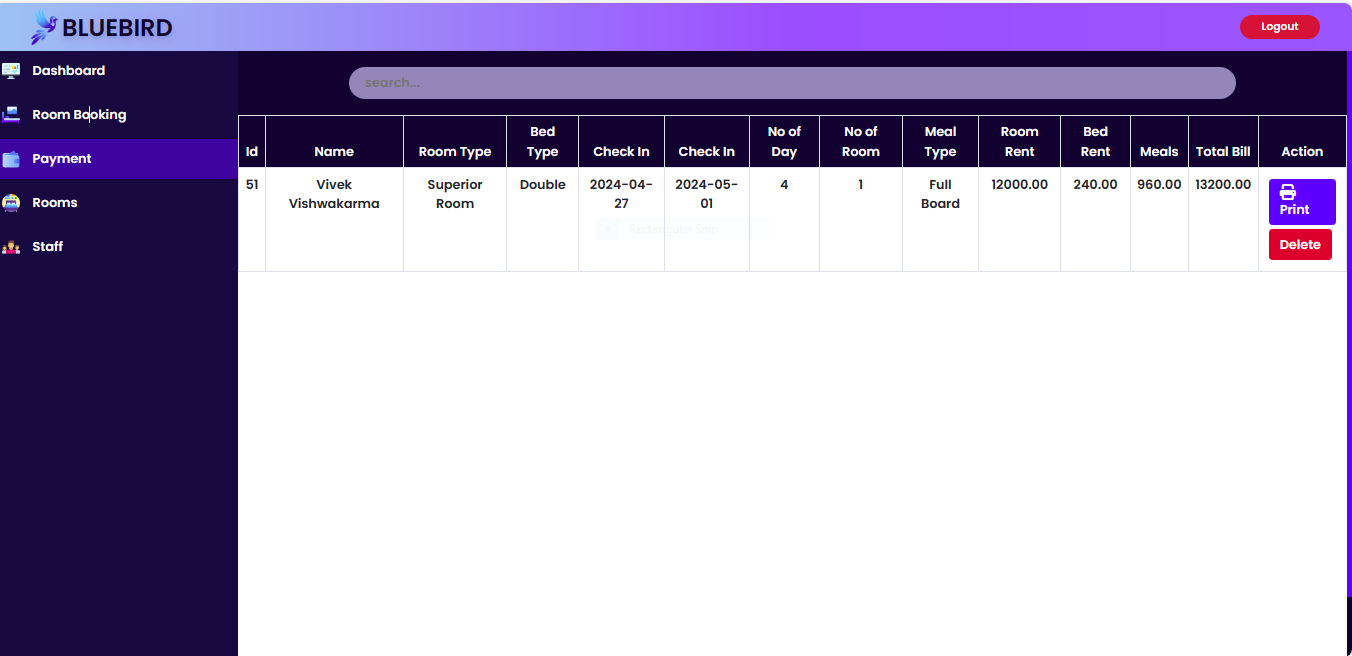 BLUEBIRD
Logout
Dashboard
Room Booking
Payment
Rooms
Staff
search...
Id Name Room Type Bed Type Check In Check In No of Day No of Room Meal Type Room Rent Bed Rent Meals Total Bill Action
51 Vivek Vishwakarma Superior Room Double 2024-04-27 2024-05-01 4 1 Full Board 12000.00 240.00 960.00 13200.00
Print
Delete
Rectangular Snip